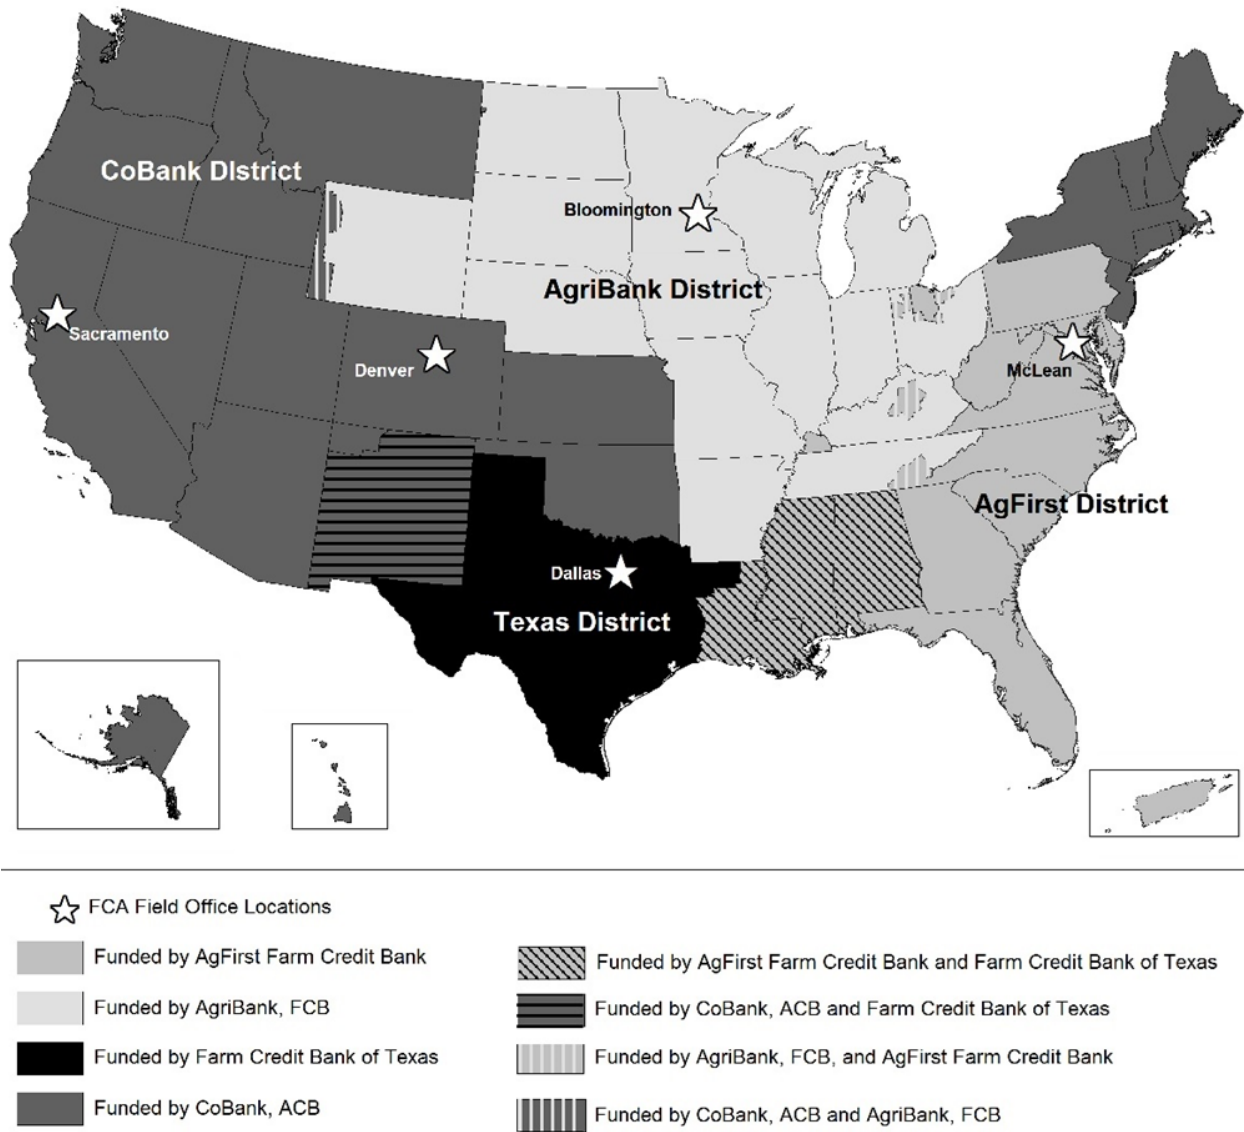 CoBank DIstrict
Bloomington
AgriBank District
Sacramento
Denver
McLean
AgFirst District
Dallas
Texas District
FCA Field Office Locations
Funded by AgFirst Farm Credit Bank
Funded by AgriBank, FCB
Funded by Farm Credit Bank of Texas
Funded by CoBank, ACB
Funded by AgFirst Farm Credit Bank and Farm Credit Bank of Texas
Funded by CoBank, ACB and Farm Credit Bank of Texas
Funded by AgriBank, FCB, and AgFirst Farm Credit Bank
Funded by CoBank, ACB and AgriBank, FCB